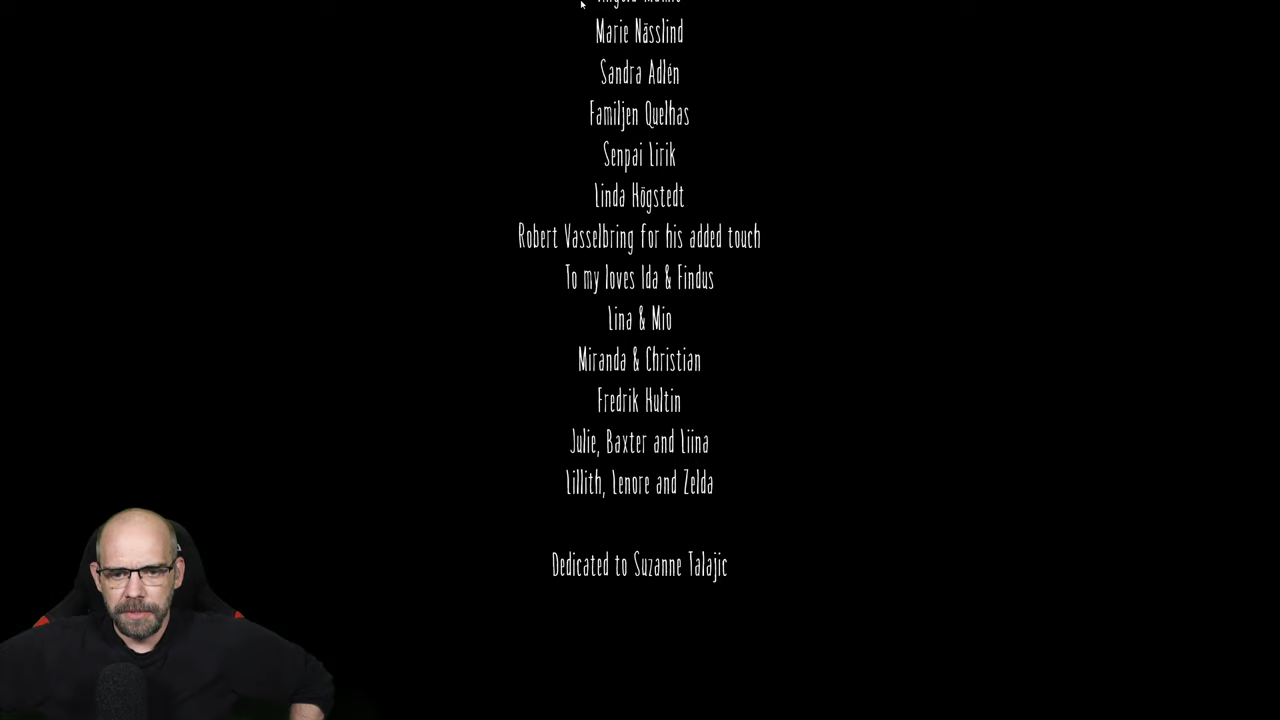 Marie Nässlind
Sandra Adlén
Familjen Quelhas
Senpai Lirik
Linda Högstedt
Robert Vasselbring for his added touch
To my loves Ida & Findus
Lina & Mio
Miranda & Christian
Fredrik Hultin
Julie, Baxter and Liina
Lillith, Lenore and Zelda
Dedicated to Suzanne Talajic